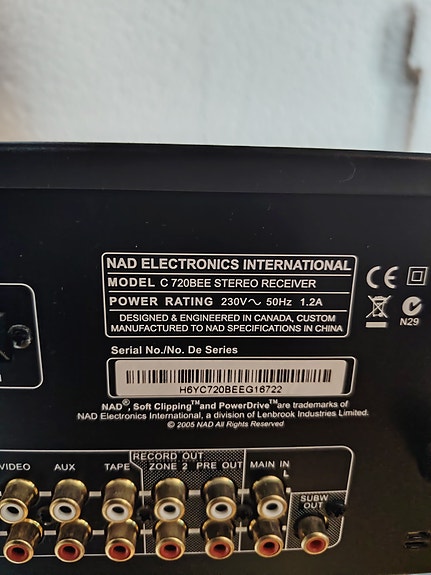 NAD ELECTRONICS INTERNATIONAL
MODEL C 720BEE STEREO RECEIVER
POWER RATING 230V~ 50Hz 1.2A
DESIGNED & ENGINEERED IN CANADA, CUSTOM
MANUFACTURED TO NAD SPECIFICATIONS IN CHINA
CE
N29
Serial No./No. De Series
H6YC720BEEG16722
NAD®, Soft Clipping™ and PowerDrive™ are trademarks of
NAD Electronics International, a division of Lenbrook Industries Limited.
© 2005 NAD All Rights Reserved
RECORD OUT
VIDEO AUX TAPE ZONE 2 PRE OUT MAIN IN
L
SUBW
OUT